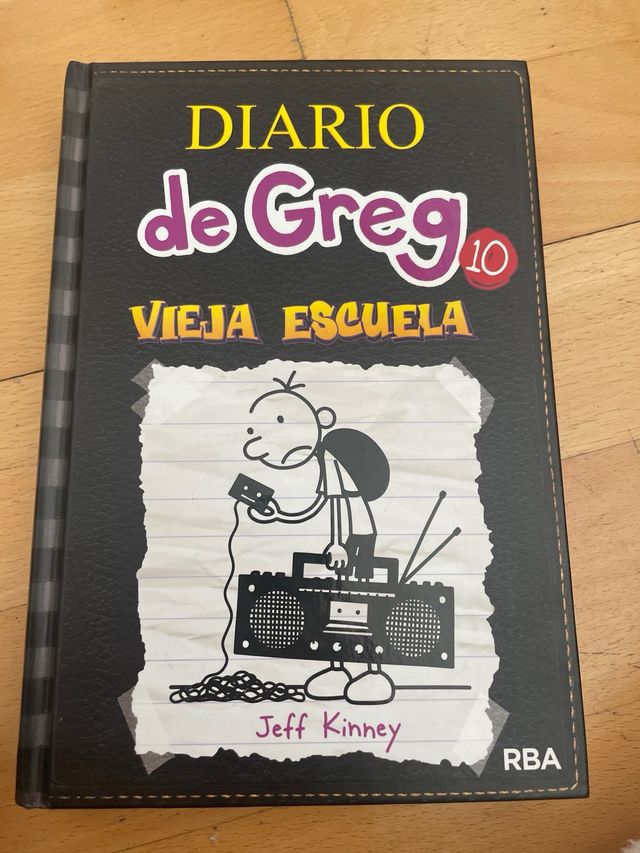 DIARIO
de Greg
10
VIEJA ESCUELA
Jeff Kinney
RBA